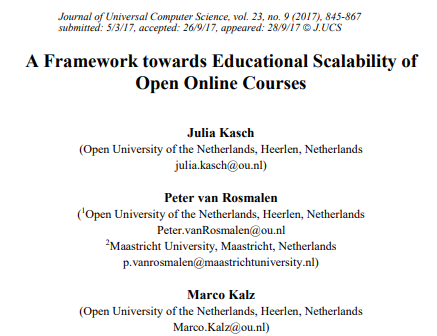 Journal of Universal Computer Science, vol. 23, no. 9 (2017), 845-867
submitted: 5/3/17, accepted: 26/9/17, appeared: 28/9/17 © J.UCS
A Framework towards Educational Scalability of
Open Online Courses
Julia Kasch
(Open University of the Netherlands, Heerlen, Netherlands
julia.kasch@ou.nl)
Peter van Rosmalen
(¹Open University of the Netherlands, Heerlen, Netherlands
Peter.vanRosmalen@ou.nl
²Maastricht University, Maastricht, Netherlands
p.vanrosmalen@maastrichtuniversity.nl)
Marco Kalz
(Open University of the Netherlands, Heerlen, Netherlands
Marco.Kalz@ou.nl)